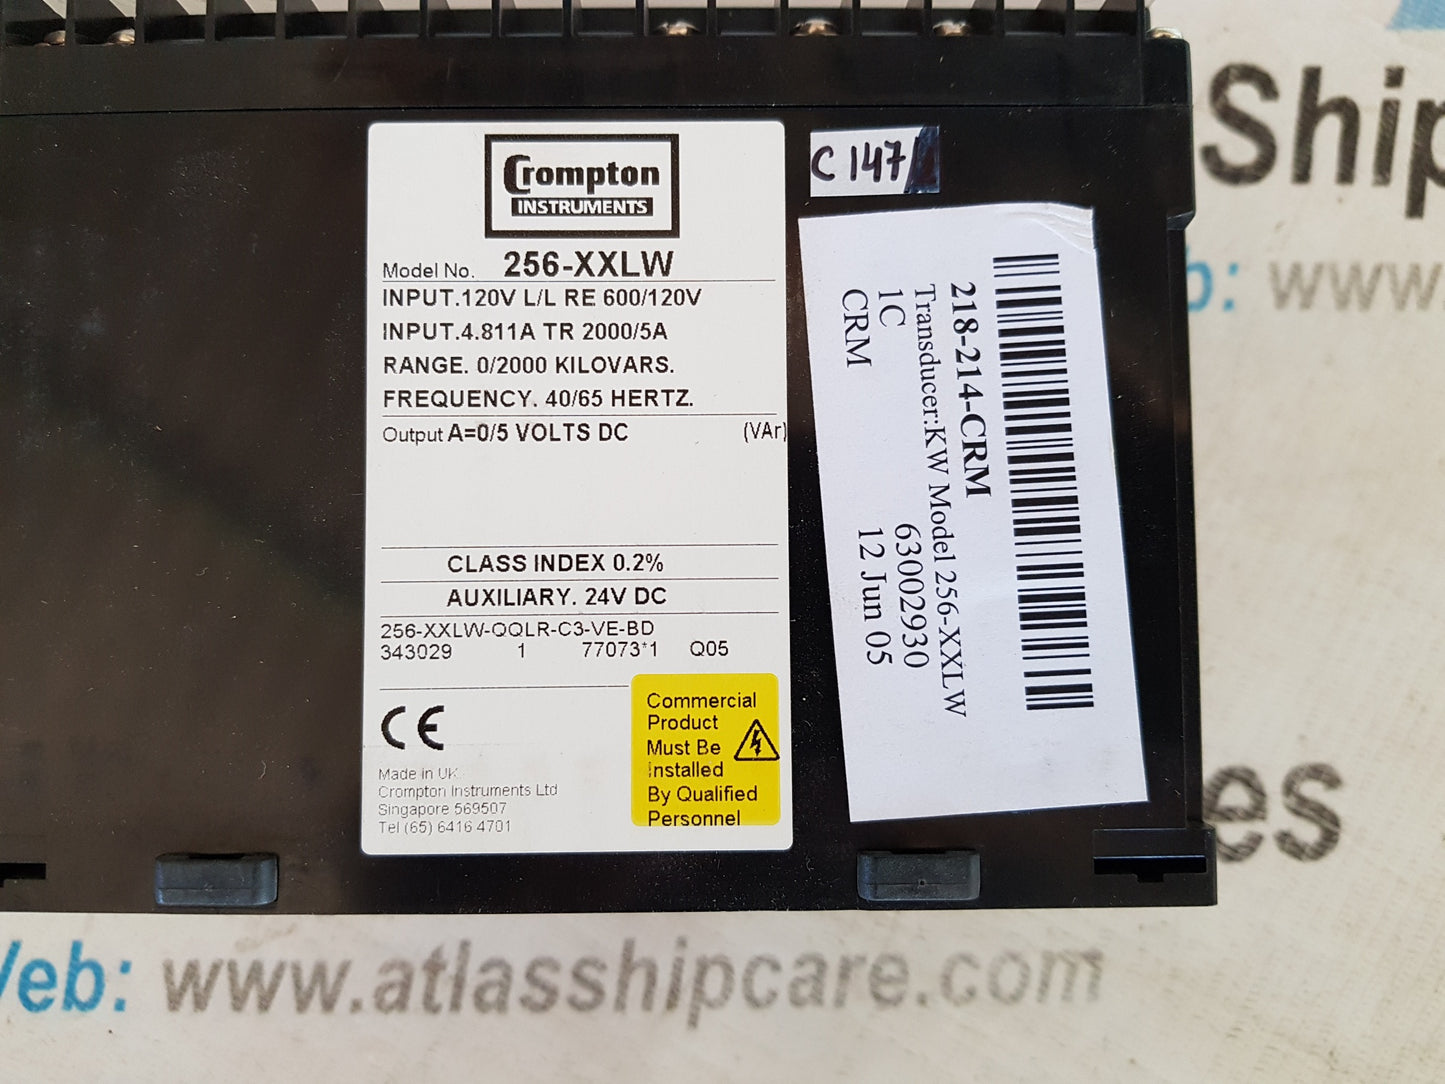 Crompton
INSTRUMENTS
Model No. 256-XXLW
INPUT.120V L/L RE 600/120V
INPUT.4.811A TR 2000/5A
RANGE. 0/2000 KILOVARS.
FREQUENCY. 40/65 HERTZ.
Output A=0/5 VOLTS DC (VAr)
CLASS INDEX 0.2%
AUXILIARY. 24V DC
256-XXLW-QQLR-C3-VE-BD
343029 1 77073*1 Q05
CE
Made in UK.
Crompton Instruments Ltd
Singapore 569507
Tel (65) 6416 4701
Commercial
Product
Must Be
Installed
By Qualified
Personnel
C 147/
218-214-CRM
Transducer:KW Model 256-XXLW
1C 63002930
CRM 12 Jun 05
Ship
b: www.
es
Web: www.atlasshipcare.com